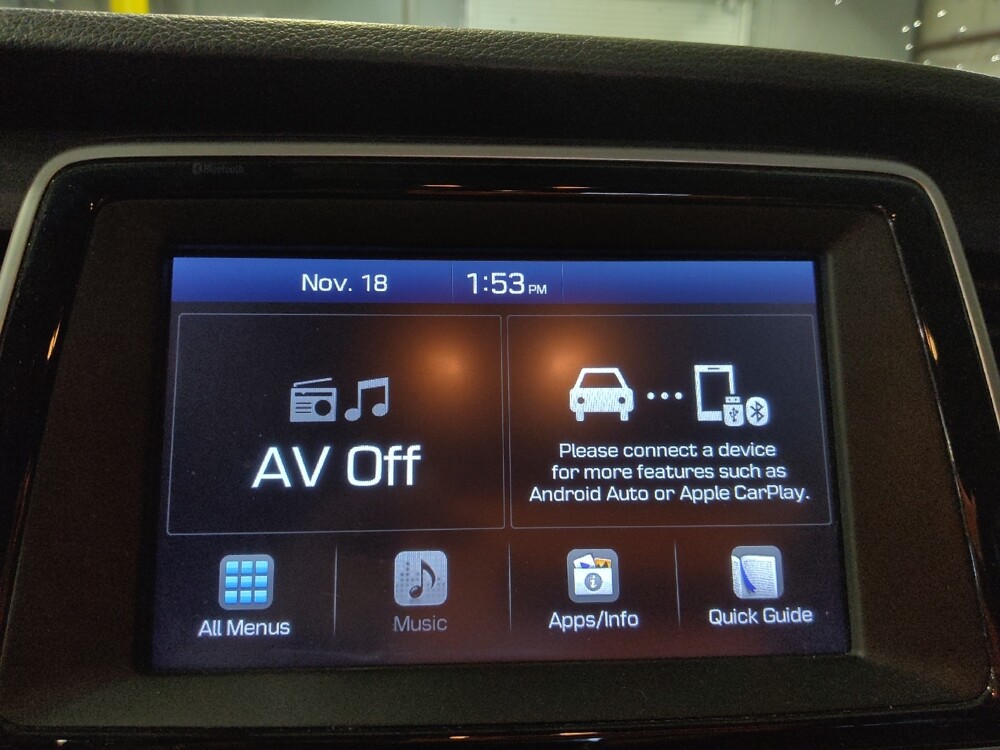 Bluetooth
Nov. 18
1:53 PM
AV Off
Please connect a device
for more features such as
Android Auto or Apple CarPlay.
All Menus
Music
Apps/Info
Quick Guide